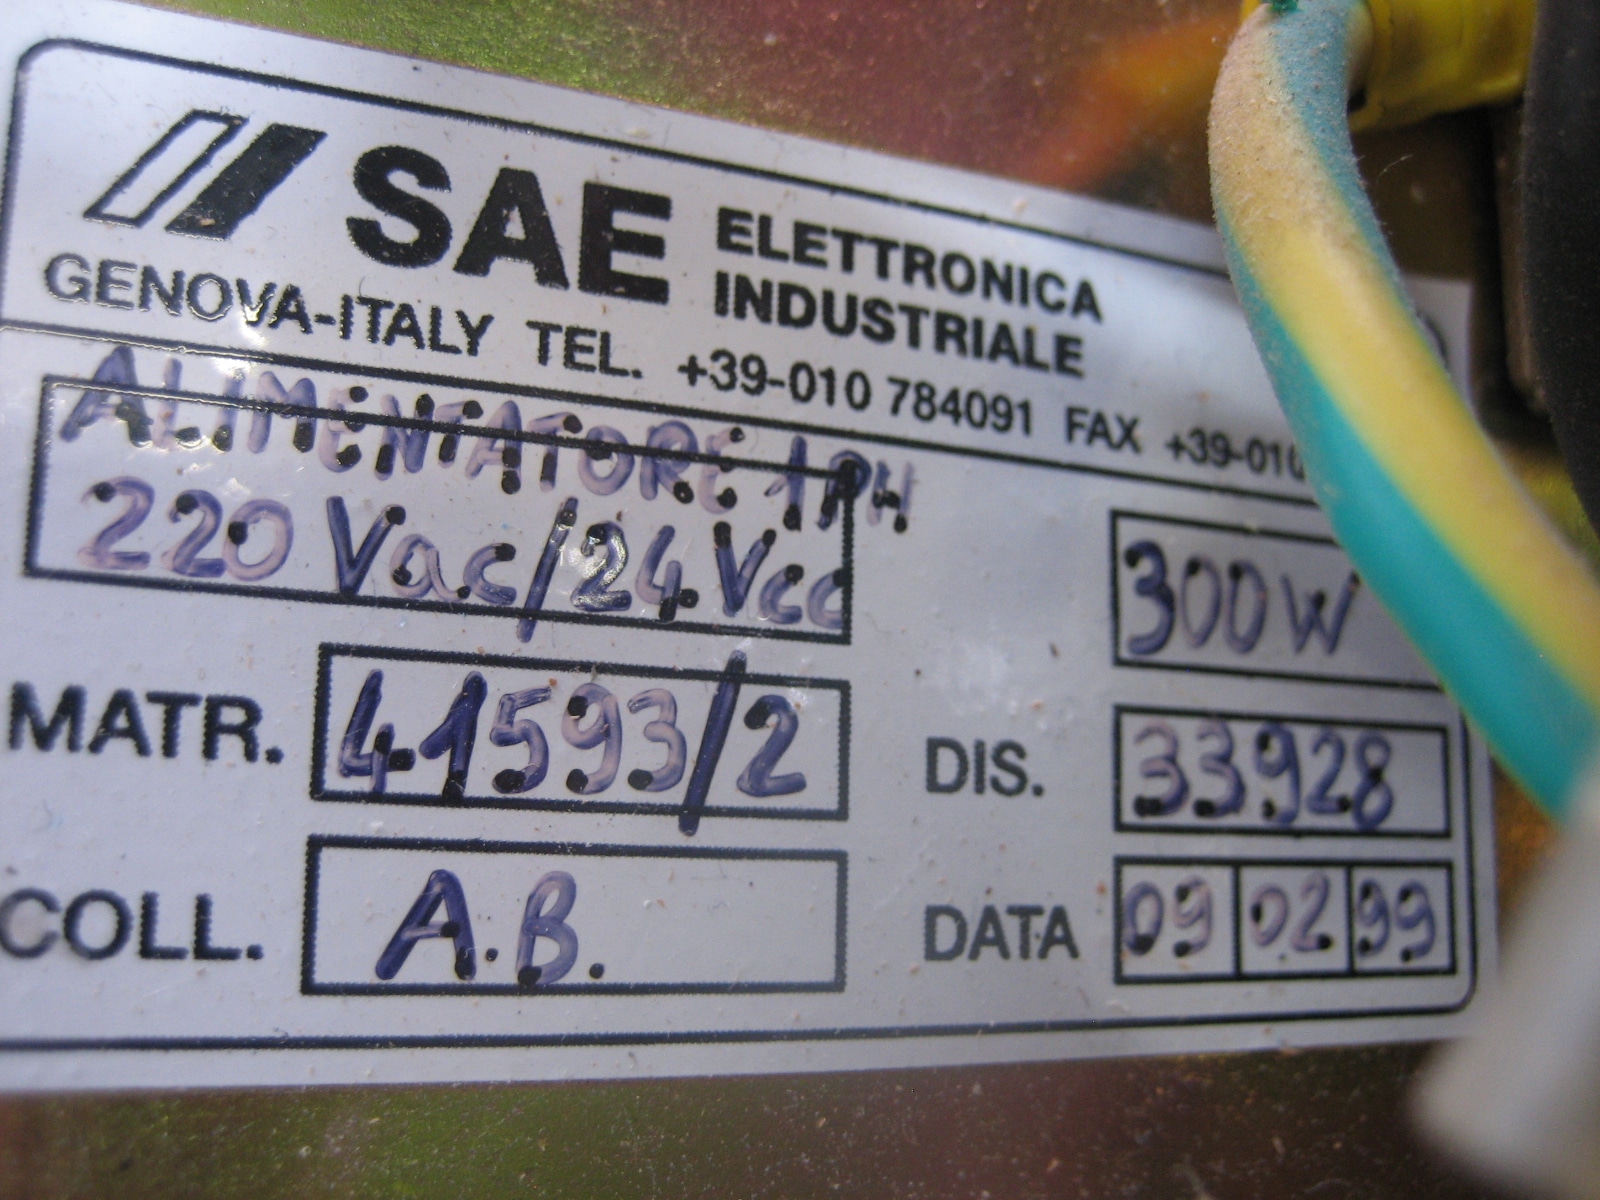 SAE ELETTRONICA
INDUSTRIALE
GENOVA-ITALY TEL. +39-010 784091 FAX +39-010
ALIMENTATORE 1PH
220 Vac/24 Vcc
300W
MATR. 41593/2
DIS. 33928
COLL. A.B.
DATA 09 02 99